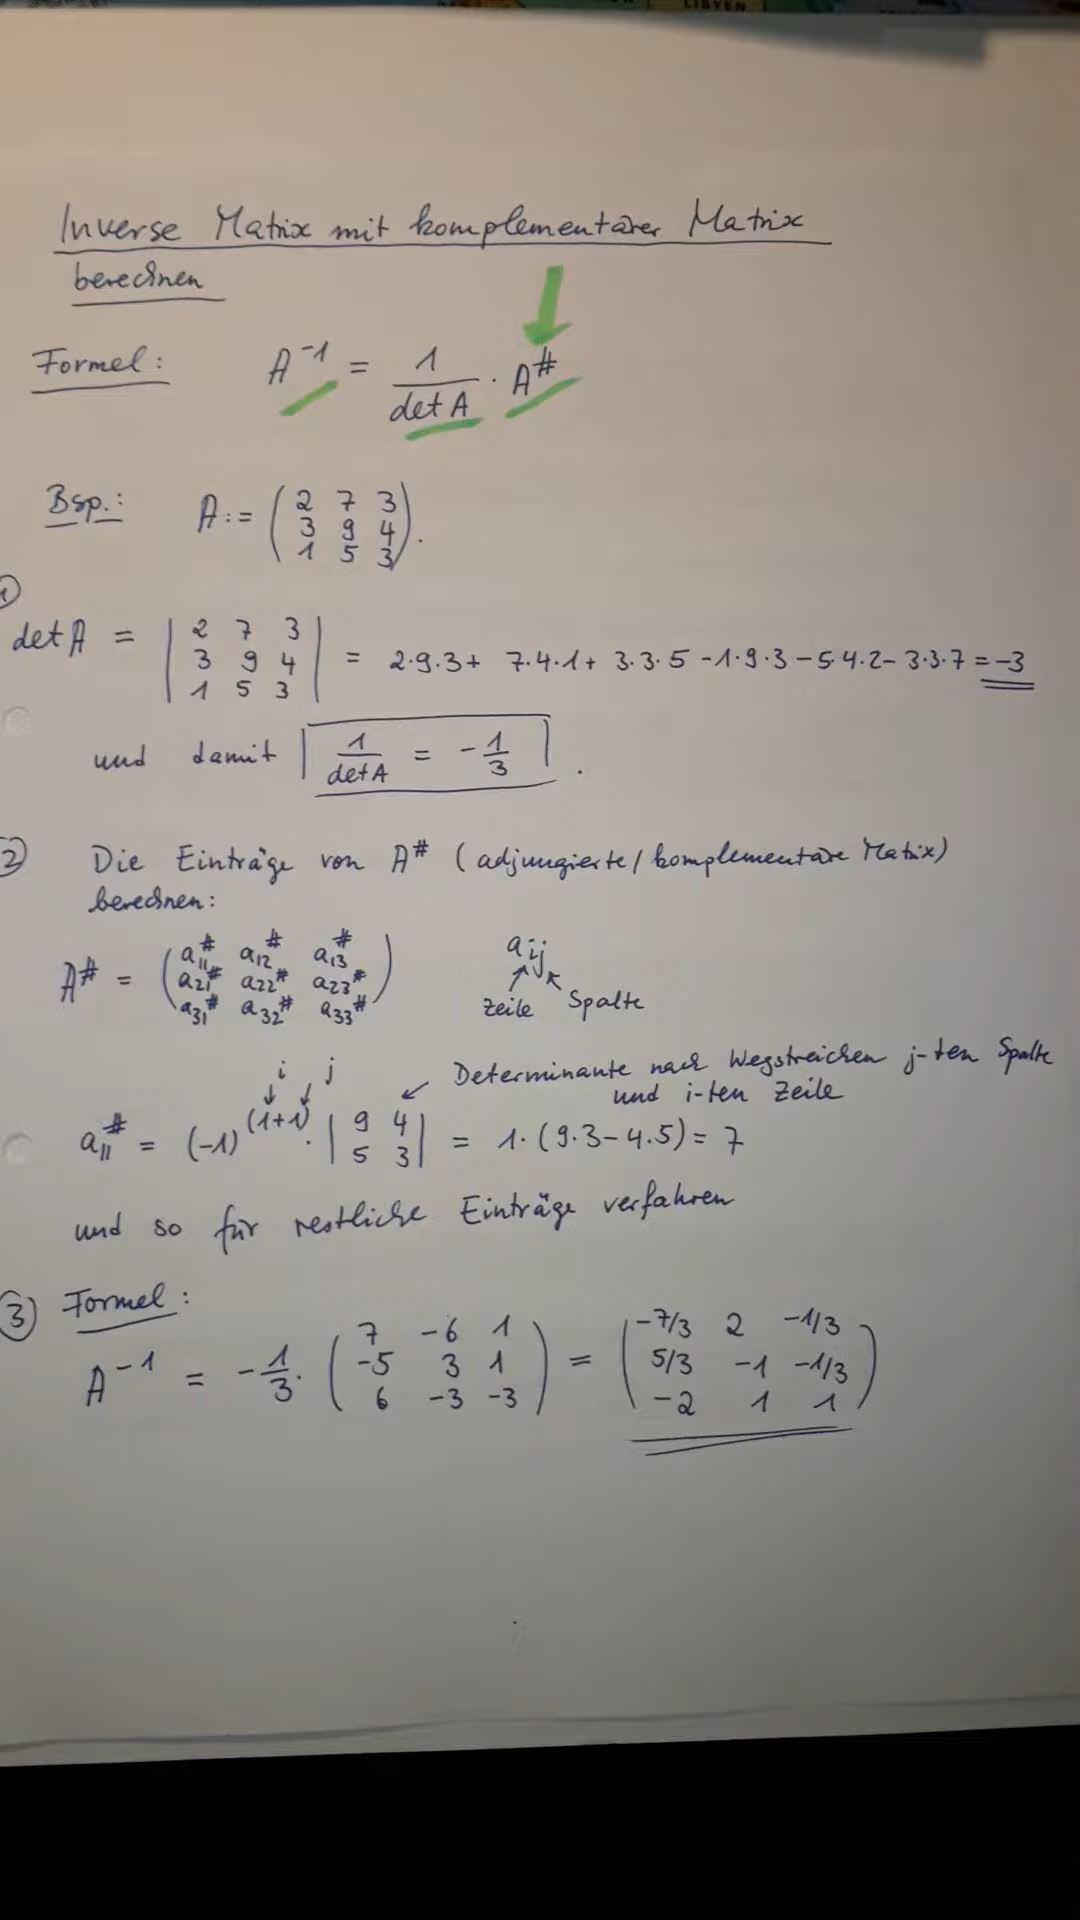 LIBYEN
Inverse Matrix mit komplementärer Matrix
berechnen
Formel: A^-1 = 1/det A · A^#
Bsp.: A := (2 7 3
3 9 4
1 5 3).
1
det A = |2 7 3
3 9 4
1 5 3| = 2·9·3 + 7·4·1 + 3·3·5 - 1·9·3 - 5·4·2 - 3·3·7 = -3
und damit 1/det A = -1/3 .
2 Die Einträge von A^# (adjungierte/komplementäre Matrix)
berechnen:
A^# = (a11^# a12^# a13^#
a21^# a22^# a23^#
a31^# a32^# a33^#)
aij
Zeile Spalte
i j
Determinante nach Wegstreichen j-ten Spalte
und i-ten Zeile
a11^# = (-1)^(1+1) · |9 4
5 3| = 1·(9·3-4·5) = 7
und so für restliche Einträge verfahren
3 Formel:
A^-1 = -1/3 · (7 -6 1
-5 3 1
6 -3 -3) = (-7/3 2 -1/3
5/3 -1 -1/3
-2 1 1)